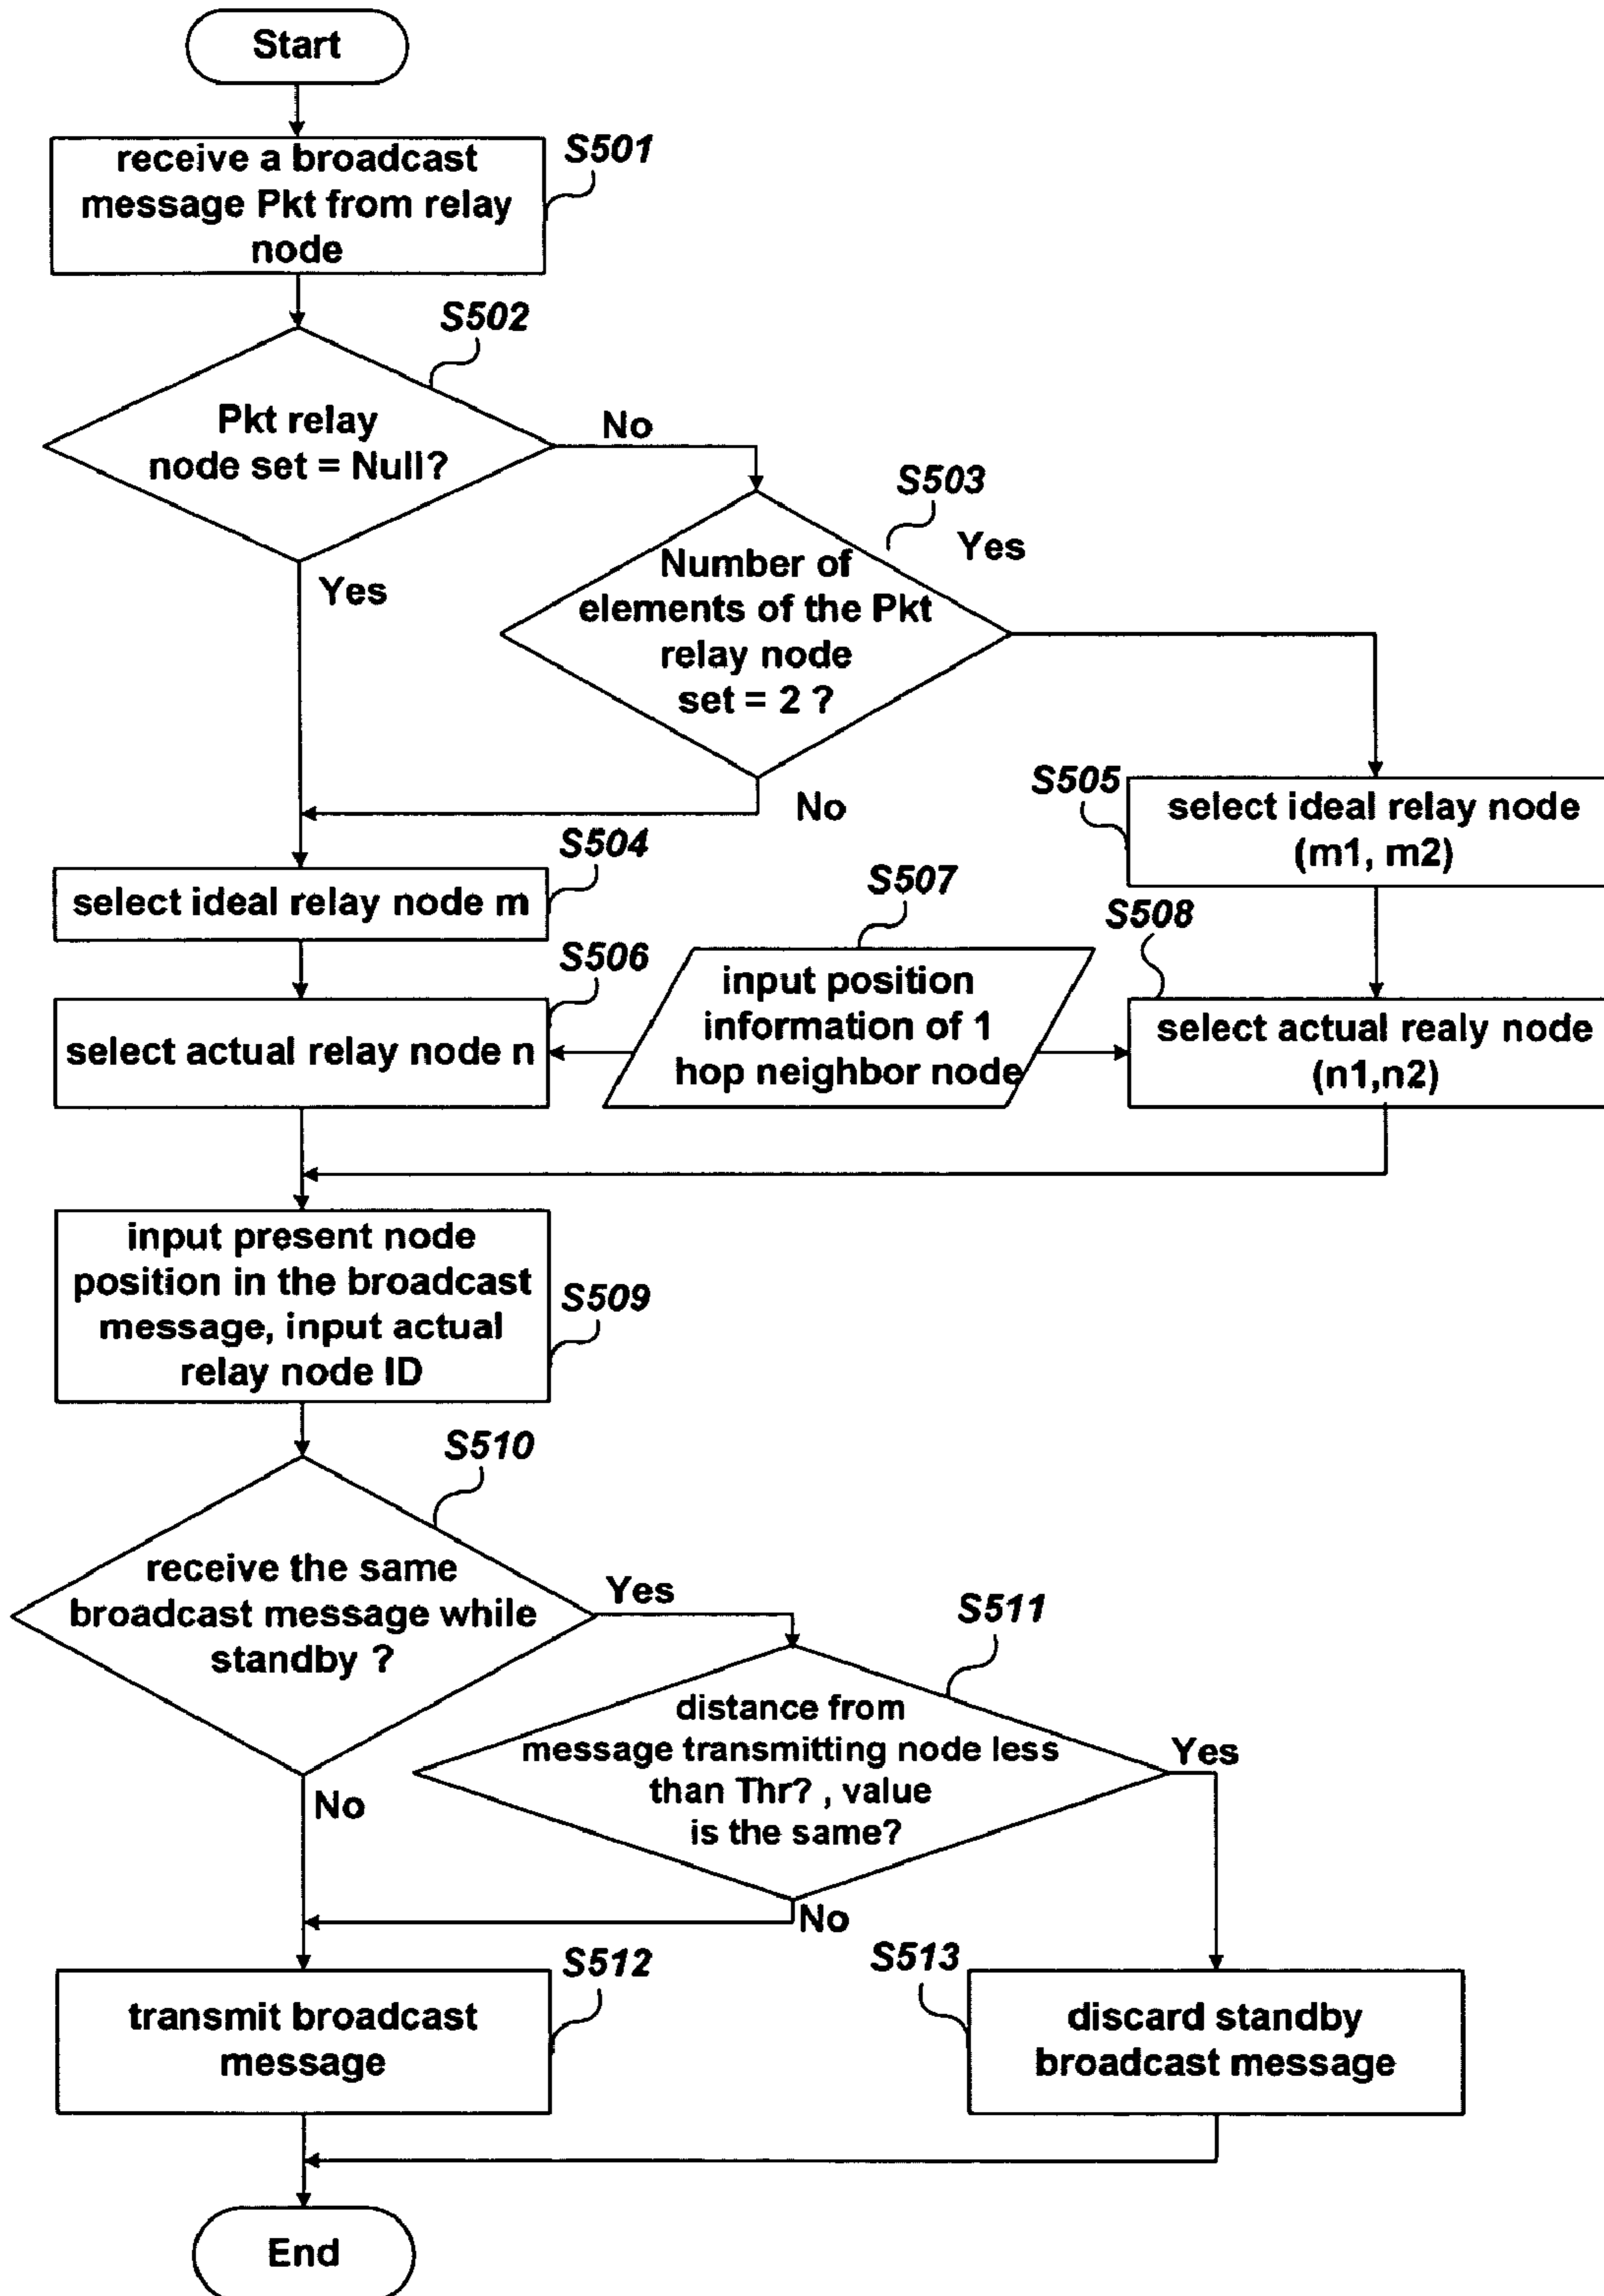 Start
receive a broadcast
message Pkt from relay
node
S501
S502
Pkt relay
node set = Null?
No
Yes
S503
Number of
elements of the Pkt
relay node
set = 2 ?
Yes
No
S504
select ideal relay node m
S505
select ideal relay node
(m1, m2)
S506
select actual relay node n
S507
input position
information of 1
hop neighbor node
S508
select actual realy node
(n1,n2)
input present node
position in the broadcast
message, input actual
relay node ID
S509
S510
receive the same
broadcast message while
standby ?
Yes
No
S511
distance from
message transmitting node less
than Thr? , value
is the same?
Yes
No
S512
transmit broadcast
message
S513
discard standby
broadcast message
End